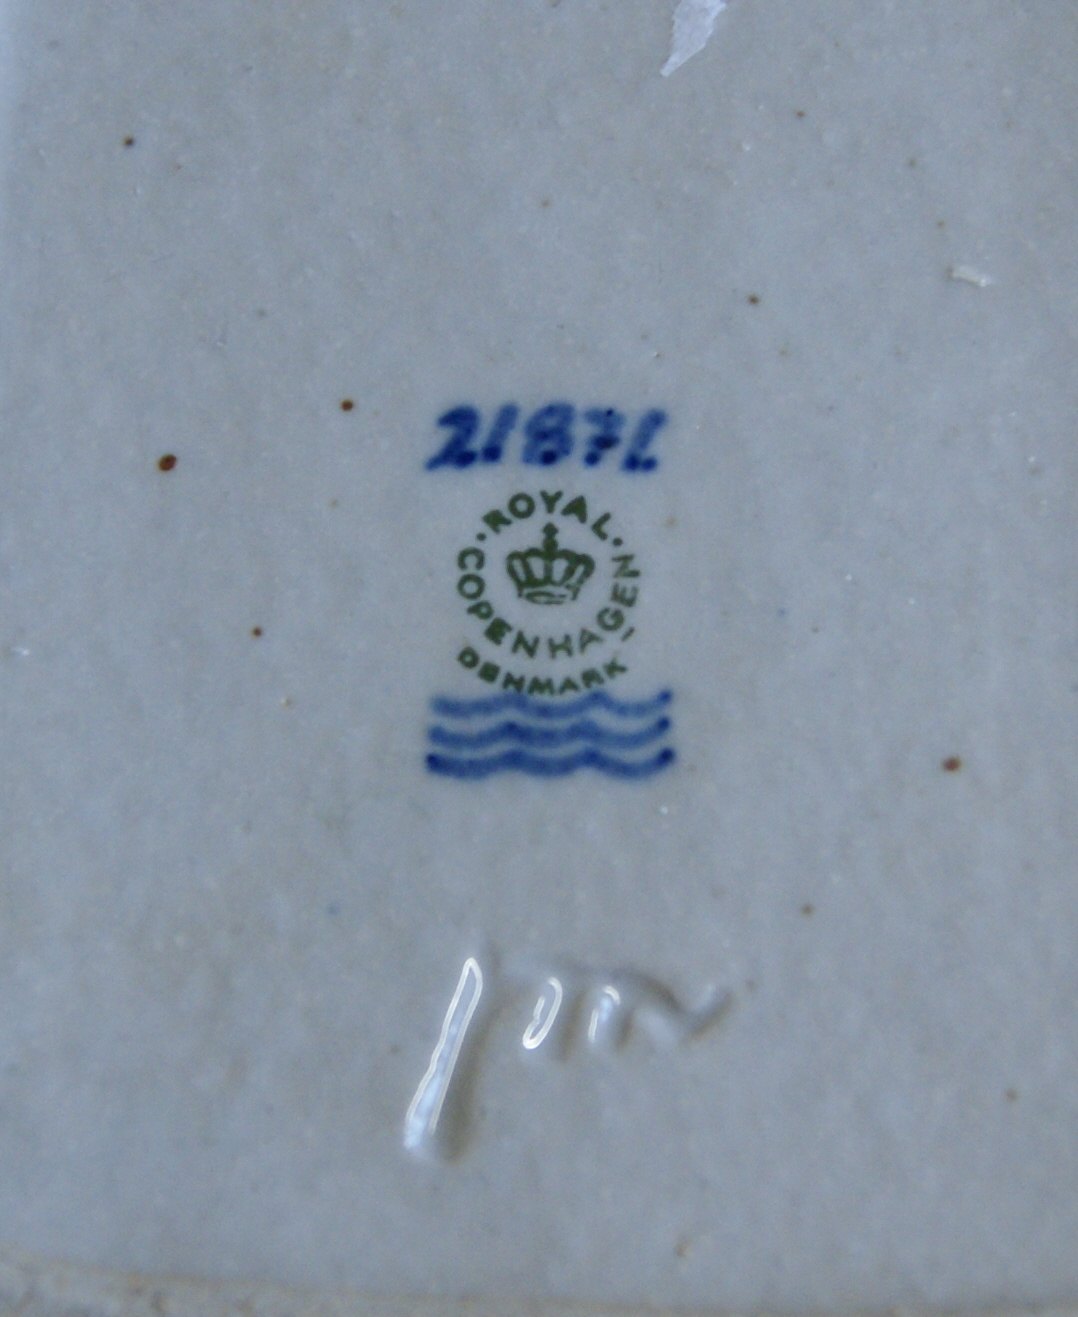 21871
ROYAL
COPENHAGEN
DENMARK